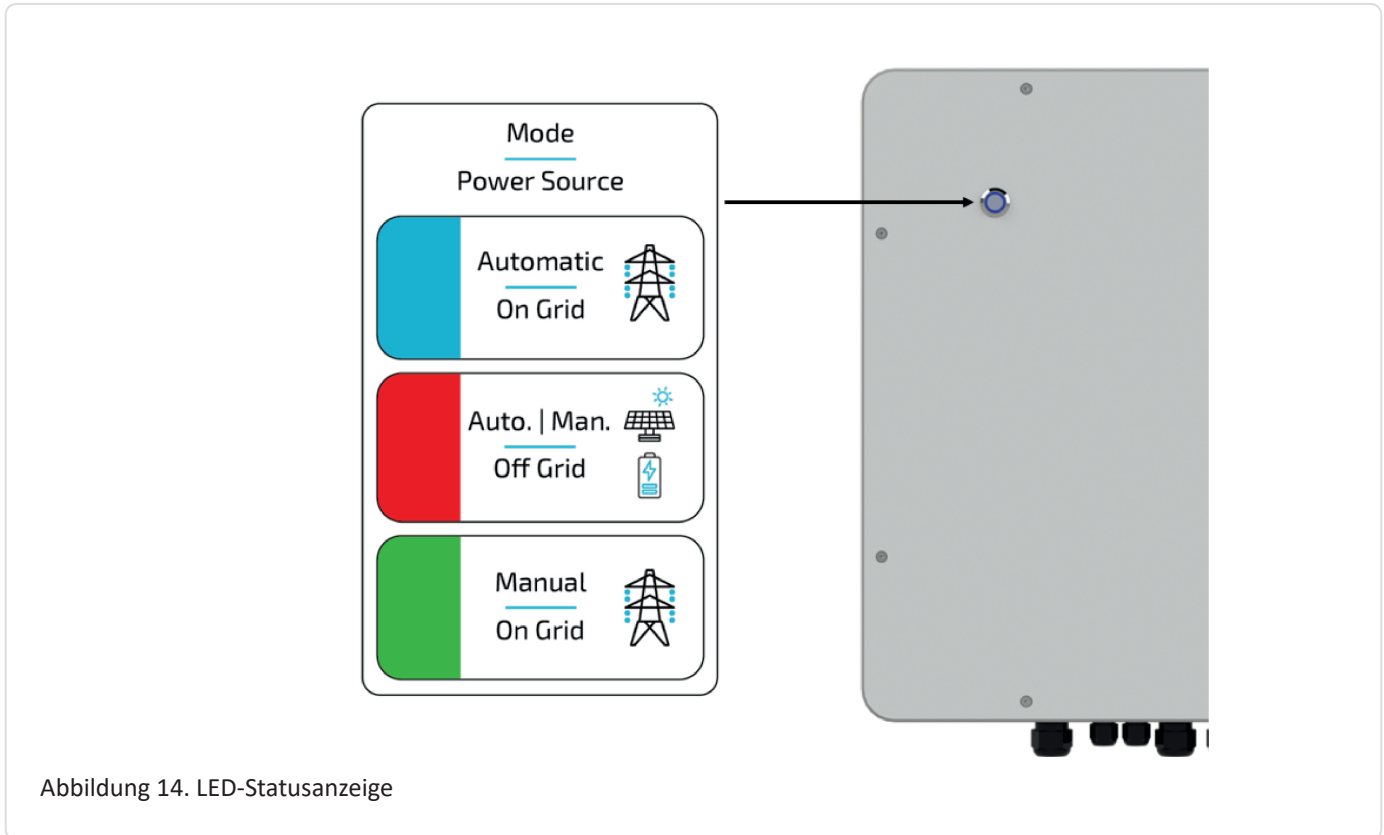 Mode
Power Source
Automatic
On Grid
Auto. | Man.
Off Grid
Manual
On Grid
Abbildung 14. LED-Statusanzeige